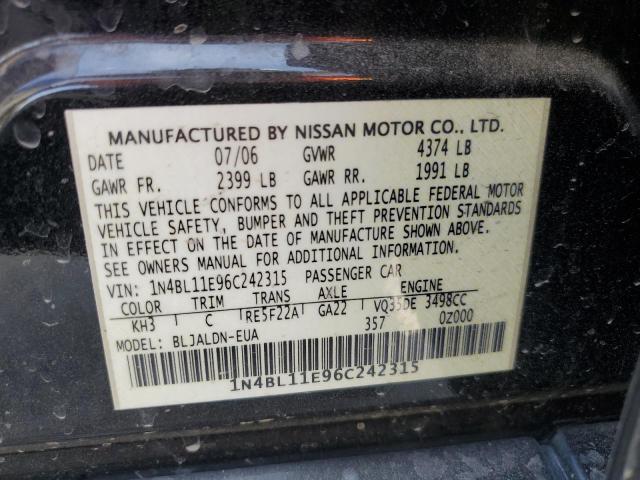 MANUFACTURED BY NISSAN MOTOR CO., LTD.
DATE 07/06 GVWR 4374 LB
GAWR FR. 2399 LB GAWR RR. 1991 LB
THIS VEHICLE CONFORMS TO ALL APPLICABLE FEDERAL MOTOR
VEHICLE SAFETY, BUMPER AND THEFT PREVENTION STANDARDS
IN EFFECT ON THE DATE OF MANUFACTURE SHOWN ABOVE.
SEE OWNERS MANUAL FOR ADDITIONAL INFORMATION.
VIN: 1N4BL11E96C242315 PASSENGER CAR
COLOR TRIM TRANS AXLE ENGINE
KH3 C RE5F22A GA22 VQ35DE 3498CC
MODEL: BLJALDN-EUA 357 0Z000
1N4BL11E96C242315